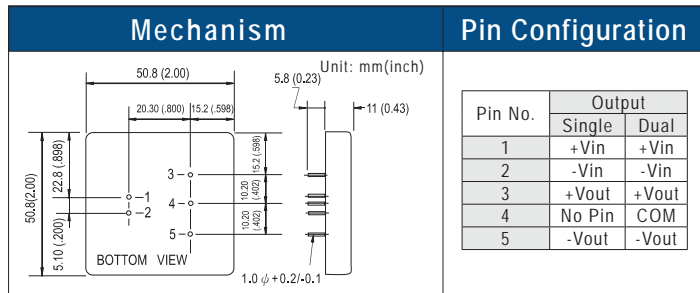 Mechanism
Pin Configuration
Unit: mm(inch)
50.8 (2.00)
5.8 (0.23)
20.30 (.800)
15.2 (.598)
11 (0.43)
50.8(2.00)
22.8 (.898)
5.10 (.200)
15.2 (.598)
10.20 (.402)
10.20 (.402)
1
2
3
4
5
BOTTOM VIEW
1.0 ϕ +0.2/-0.1
Pin No. Output
Single Dual
1 +Vin +Vin
2 -Vin -Vin
3 +Vout +Vout
4 No Pin COM
5 -Vout -Vout